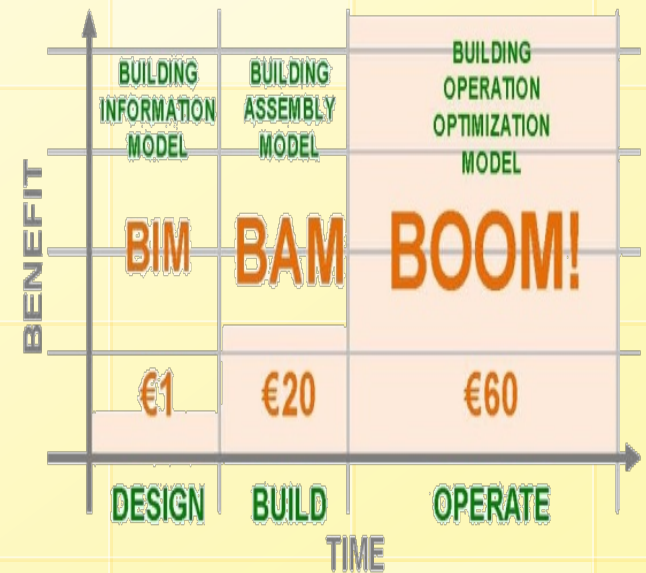 BENEFIT
BUILDING
INFORMATION
MODEL
BIM
€1
DESIGN
BUILDING
ASSEMBLY
MODEL
BAM
€20
BUILD
BUILDING
OPERATION
OPTIMIZATION
MODEL
BOOM!
€60
OPERATE
TIME